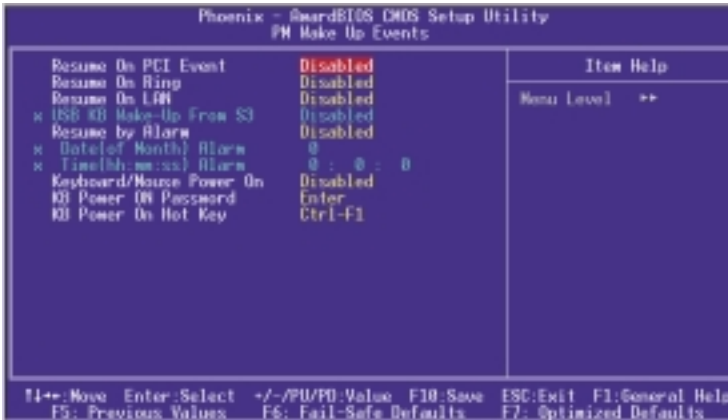 Phoenix - AwardBIOS CMOS Setup Utility
PM Wake Up Events
Resume On PCI Event Disabled
Resume On Ring Disabled
Resume On LAN Disabled
x USB KB Wake-Up From S3 Disabled
Resume by Alarm Disabled
x Date(of Month) Alarm 0
x Time(hh:mm:ss) Alarm 0 : 0 : 0
Keyboard/Mouse Power On Disabled
KB Power ON Password Enter
KB Power On Hot Key Ctrl-F1
Item Help
Menu Level ►►
↑↓→←:Move Enter:Select +/-/PU/PD:Value F10:Save ESC:Exit F1:General Help
F5: Previous Values F6: Fail-Safe Defaults F7: Optimized Defaults